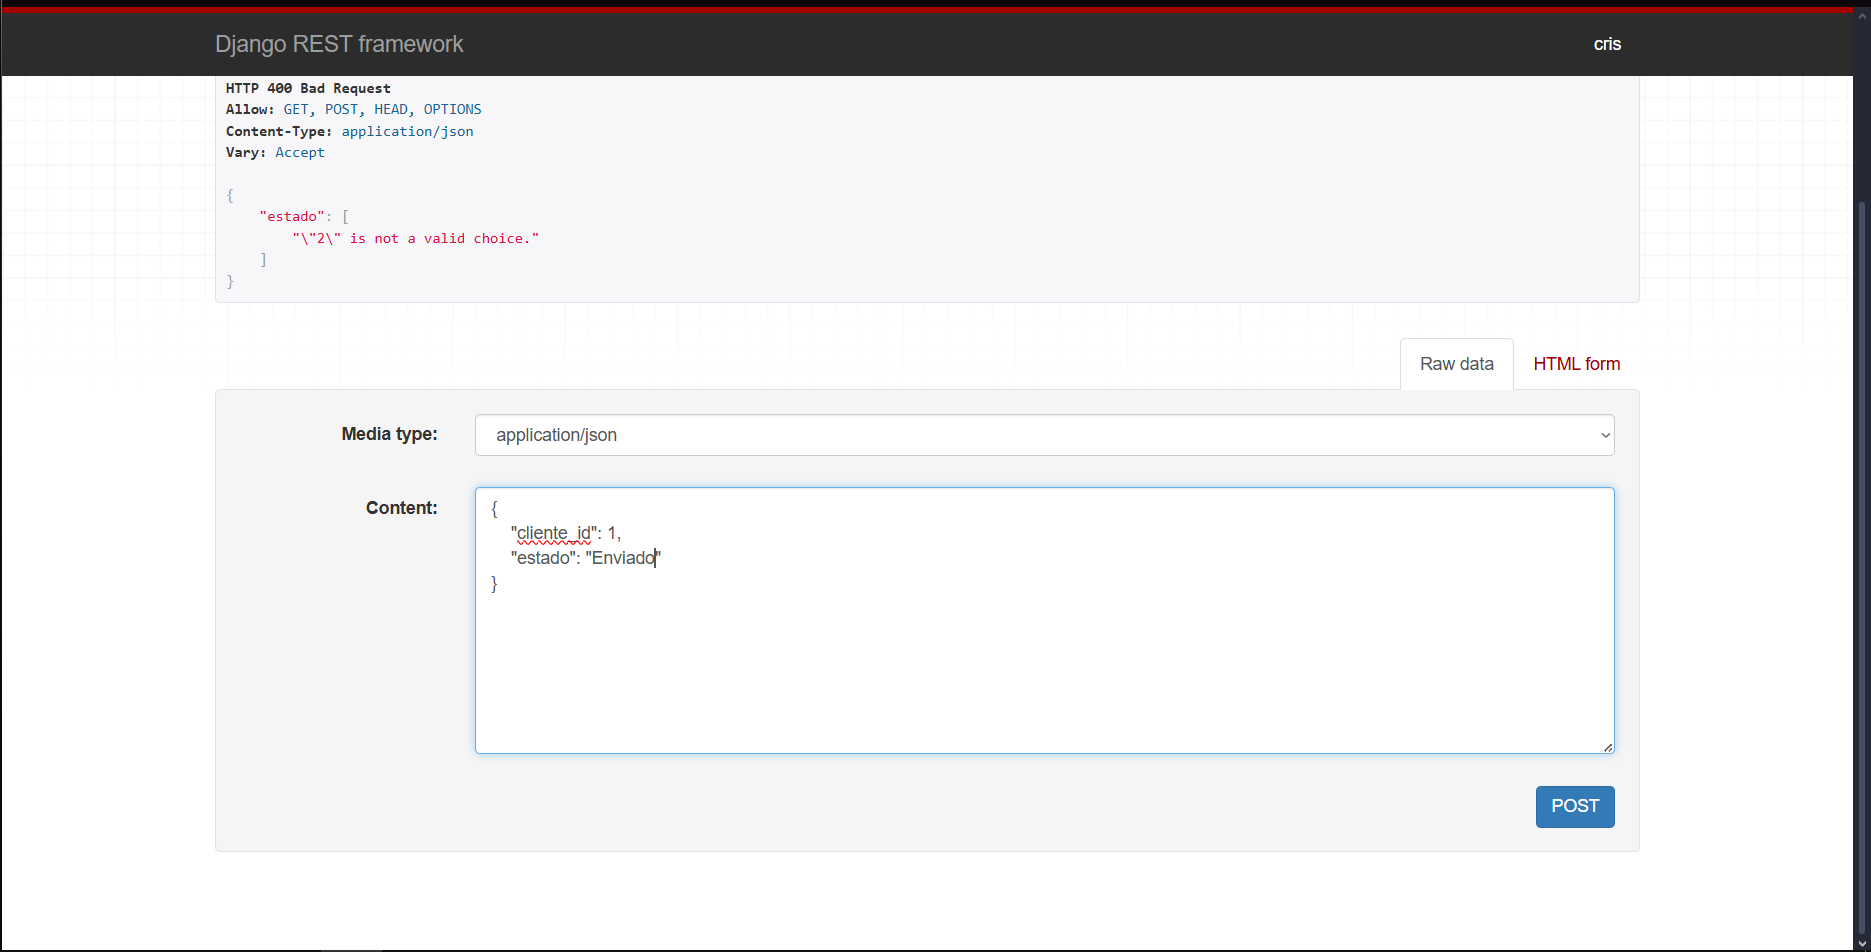 Django REST framework
cris
HTTP 400 Bad Request
Allow: GET, POST, HEAD, OPTIONS
Content-Type: application/json
Vary: Accept
{
    "estado": [
        "\"2\" is not a valid choice."
    ]
}
Raw data
HTML form
Media type:
application/json
Content:
{
    "cliente_id": 1,
    "estado": "Enviado"
}
POST